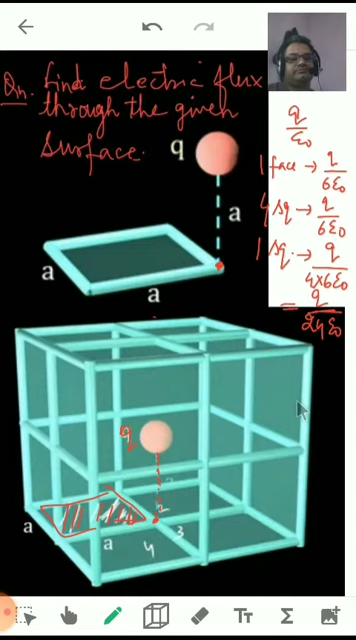 Qn. find electric flux
through the given
surface.
q
a
a
a
q/ε0
1 face → q/6ε0
4 sq → q/6ε0
1 sq. → q/4×6ε0
= q/24ε0
q
a
a
2
3
4
Tт
Σ